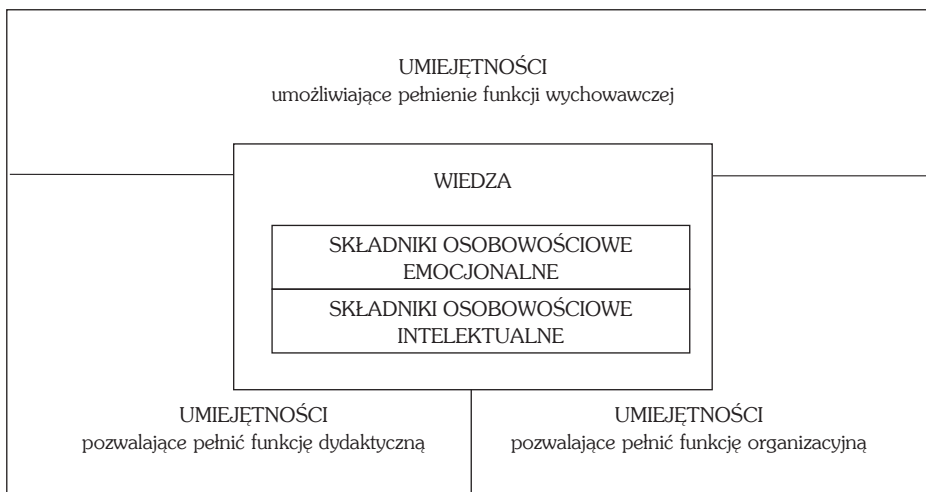 UMIEJĘTNOŚCI
umożliwiające pełnienie funkcji wychowawczej
WIEDZA
SKŁADNIKI OSOBOWOŚCIOWE
EMOCJONALNE
SKŁADNIKI OSOBOWOŚCIOWE
INTELEKTUALNE
UMIEJĘTNOŚCI
pozwalające pełnić funkcję dydaktyczną
UMIEJĘTNOŚCI
pozwalające pełnić funkcję organizacyjną